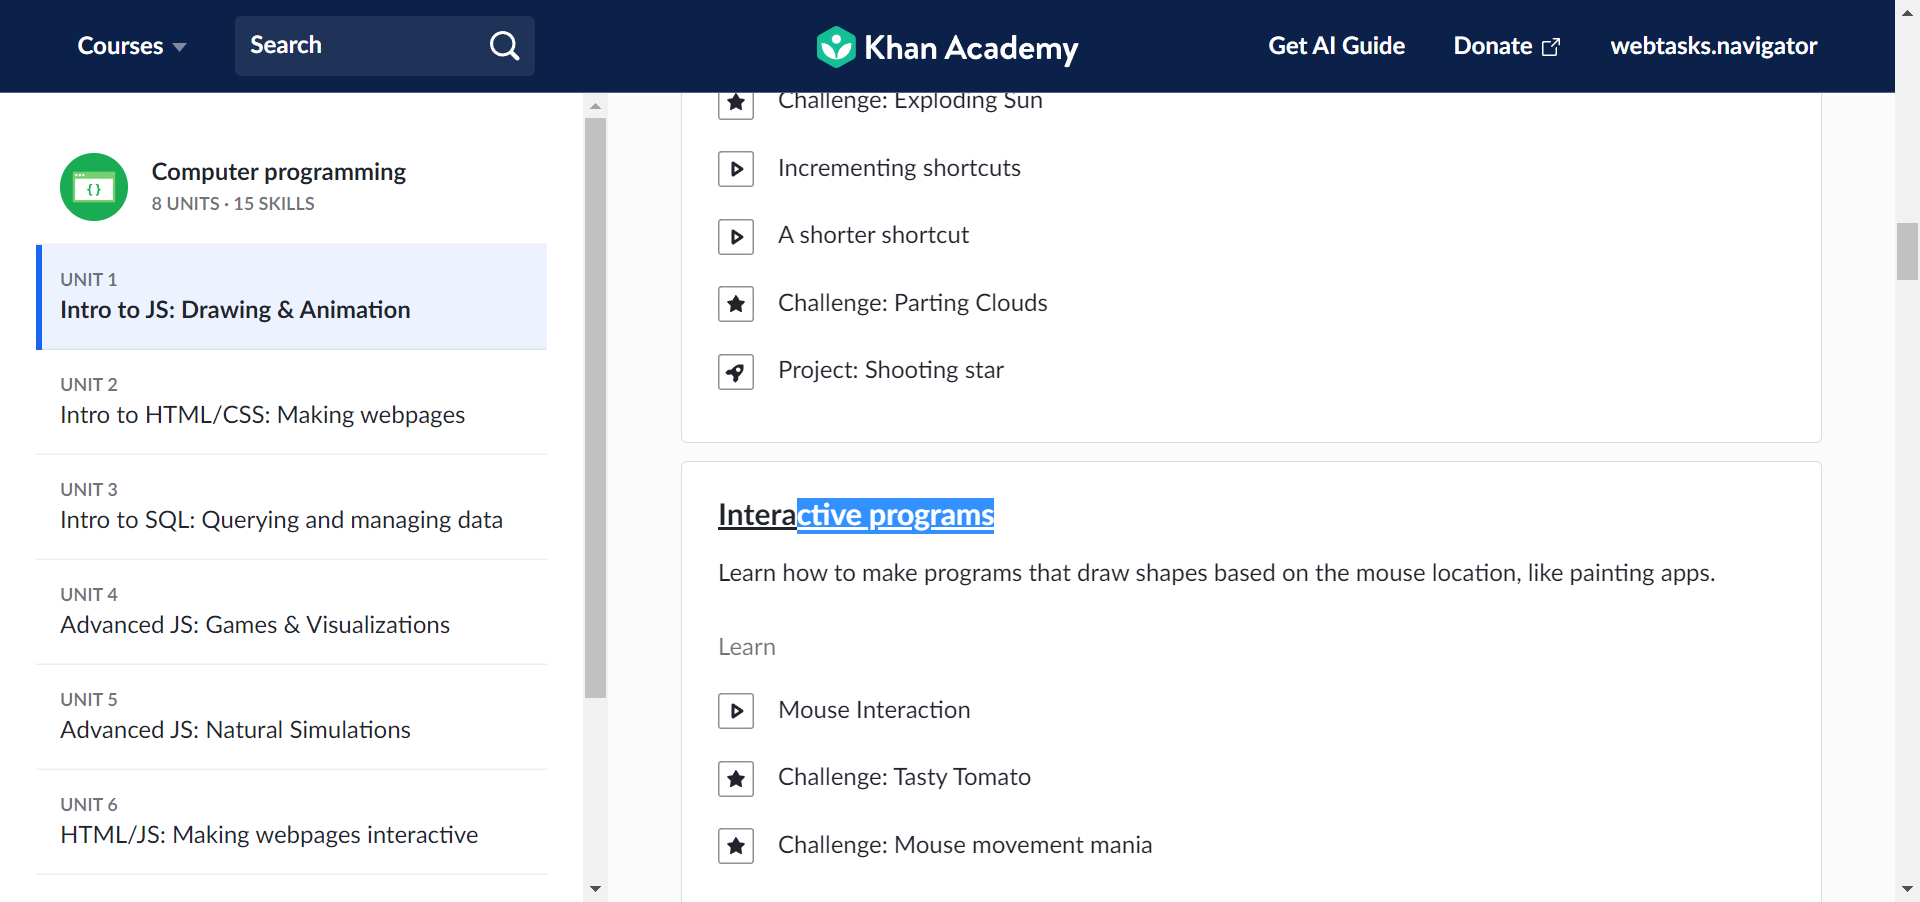 Courses
Search
Khan Academy
Get AI Guide
Donate
webtasks.navigator
Computer programming
8 UNITS · 15 SKILLS
UNIT 1
Intro to JS: Drawing & Animation
UNIT 2
Intro to HTML/CSS: Making webpages
UNIT 3
Intro to SQL: Querying and managing data
UNIT 4
Advanced JS: Games & Visualizations
UNIT 5
Advanced JS: Natural Simulations
UNIT 6
HTML/JS: Making webpages interactive
Challenge: Exploding Sun
Incrementing shortcuts
A shorter shortcut
Challenge: Parting Clouds
Project: Shooting star
Interactive programs
Learn how to make programs that draw shapes based on the mouse location, like painting apps.
Learn
Mouse Interaction
Challenge: Tasty Tomato
Challenge: Mouse movement mania